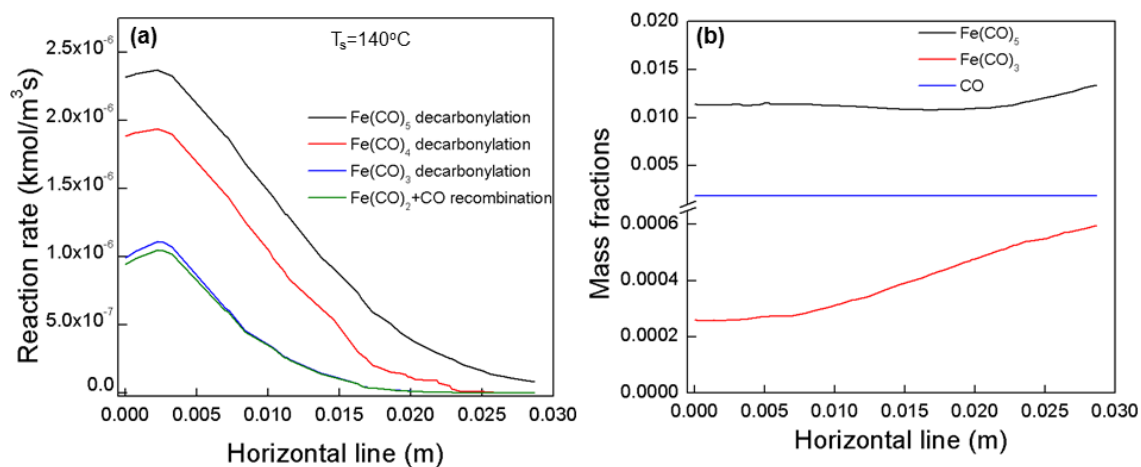 (a)
T_s=140°C
2.5x10^-6
2.0x10^-6
1.5x10^-6
1.0x10^-6
5.0x10^-7
0.0
Reaction rate (kmol/m³s)
Fe(CO)₅ decarbonylation
Fe(CO)₄ decarbonylation
Fe(CO)₃ decarbonylation
Fe(CO)₂+CO recombination
0.000 0.005 0.010 0.015 0.020 0.025 0.030
Horizontal line (m)
(b)
0.020
0.015
0.010
0.005
0.0006
0.0004
0.0002
0.0000
Mass fractions
Fe(CO)₅
Fe(CO)₃
CO
0.000 0.005 0.010 0.015 0.020 0.025 0.030
Horizontal line (m)